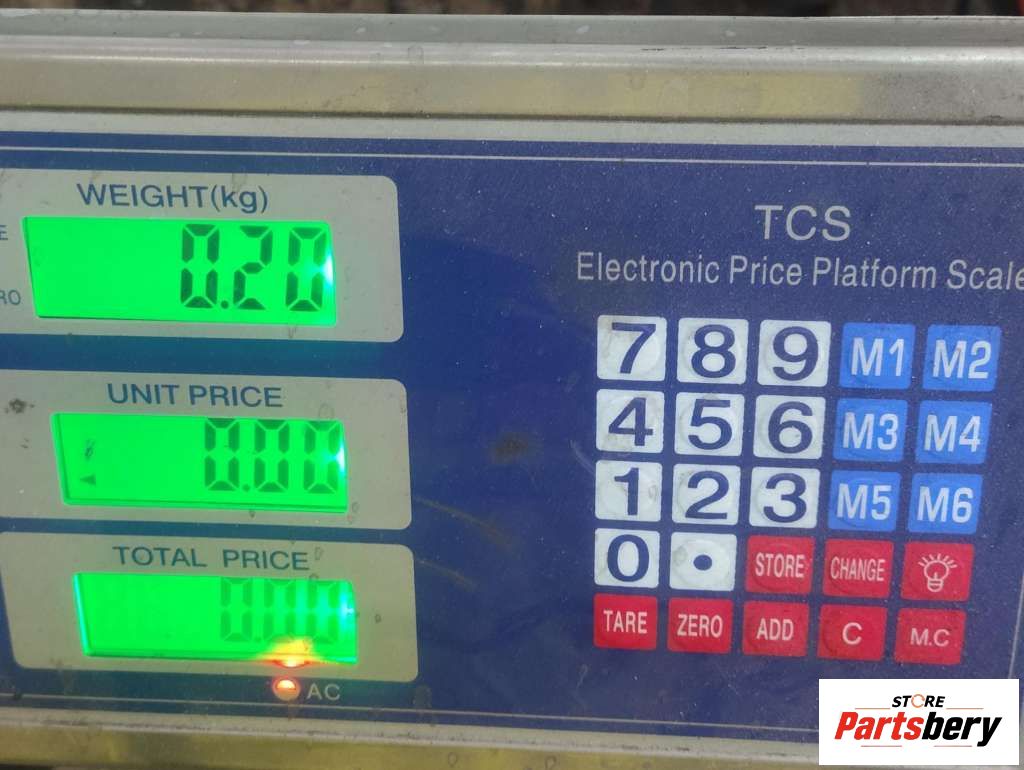 WEIGHT(kg)
0.20
UNIT PRICE
0.00
TOTAL PRICE
0.00
AC
TCS
Electronic Price Platform Scale
7 8 9 M1 M2
4 5 6 M3 M4
1 2 3 M5 M6
0 . STORE CHANGE
TARE ZERO ADD C M.C
STORE
Partsbery